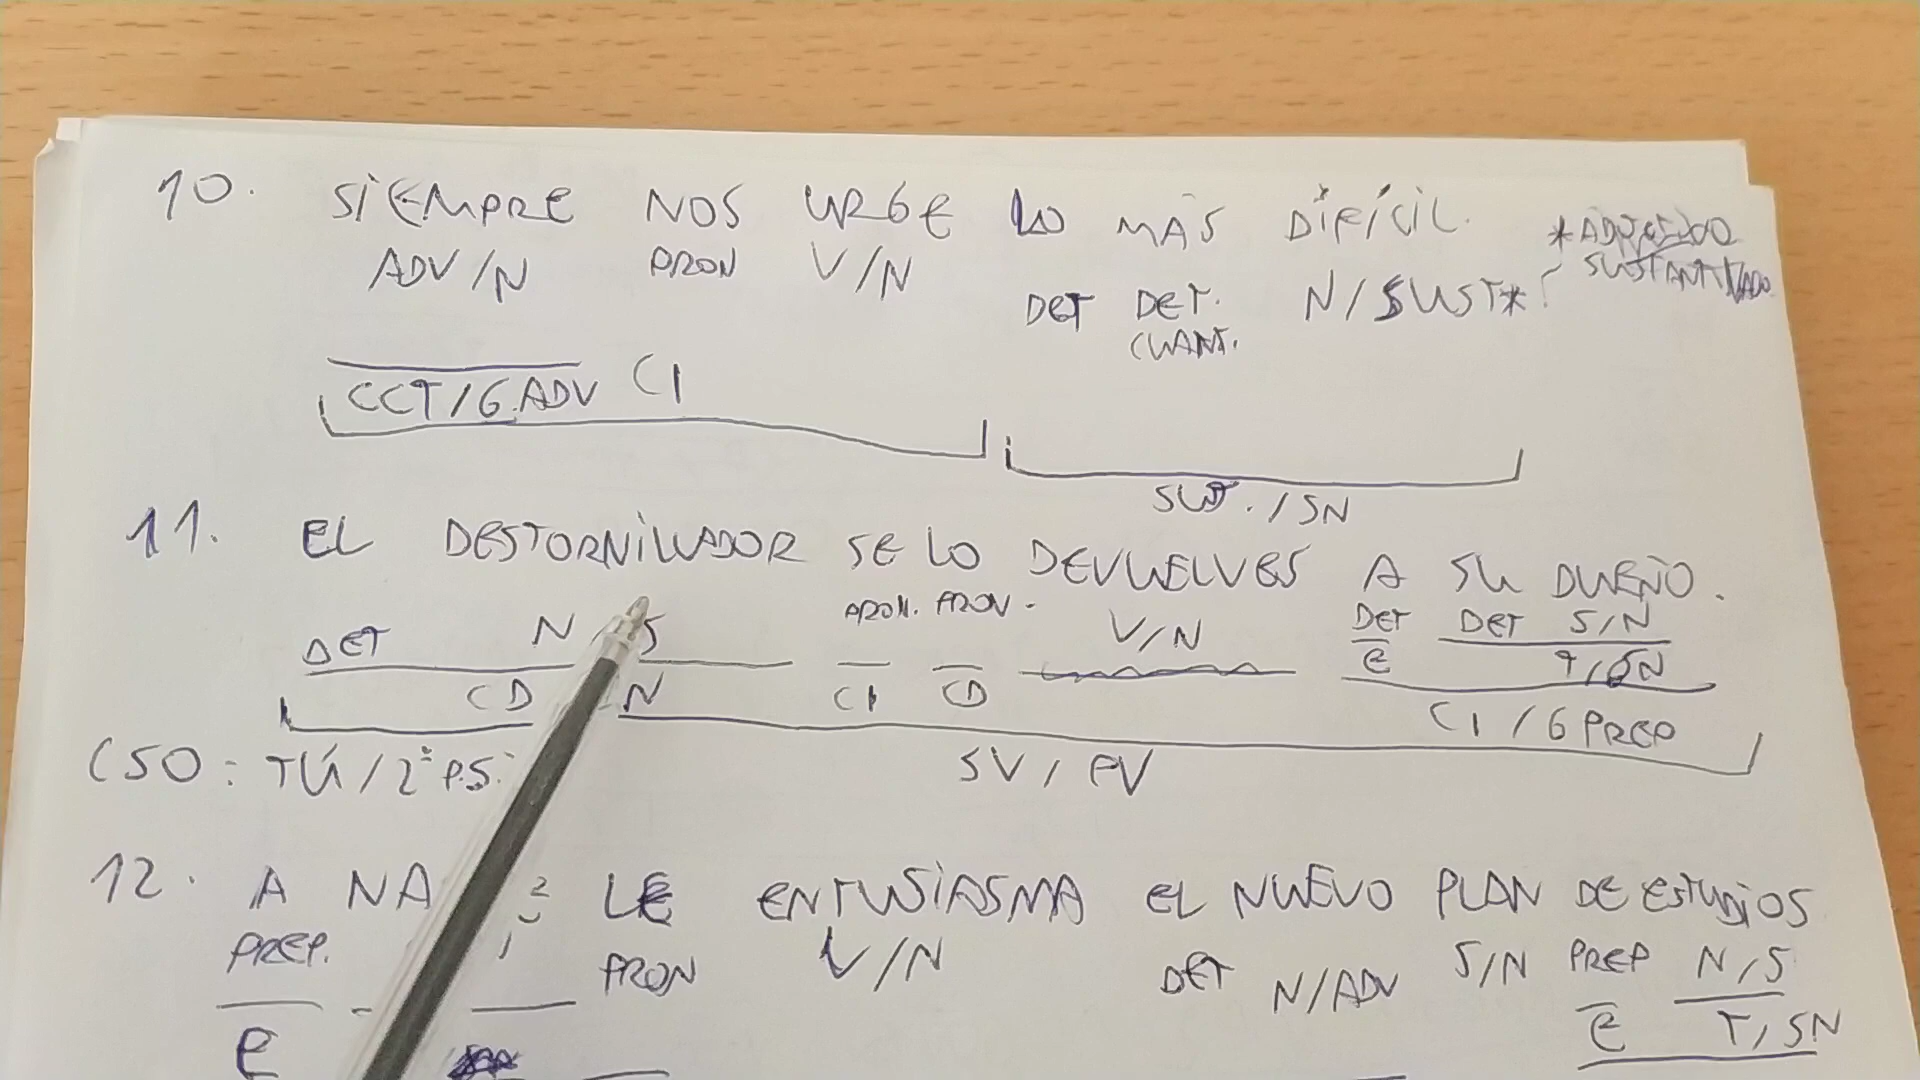 10. SIEMPRE NOS URGE LO MÁS DIFÍCIL.
ADV/N PRON V/N DET DET. N/SUST* *ADJETIVO
CUANT. SUSTANTIVADO
CCT/G.ADV CI
SUJ./SN
11. EL DESTORNILLADOR SE LO DEVUELVES A SU DUEÑO.
DET N S PRON. PRON. V/N DET DET S/N
E T/SN
CD N CI CD CI/G PREP
CSO: TÚ/2ª P.S. SV/PV
12. A NA LE ENTUSIASMA EL NUEVO PLAN DE ESTUDIOS
PREP. PRON V/N DET N/ADV S/N PREP N/S
E E T/SN